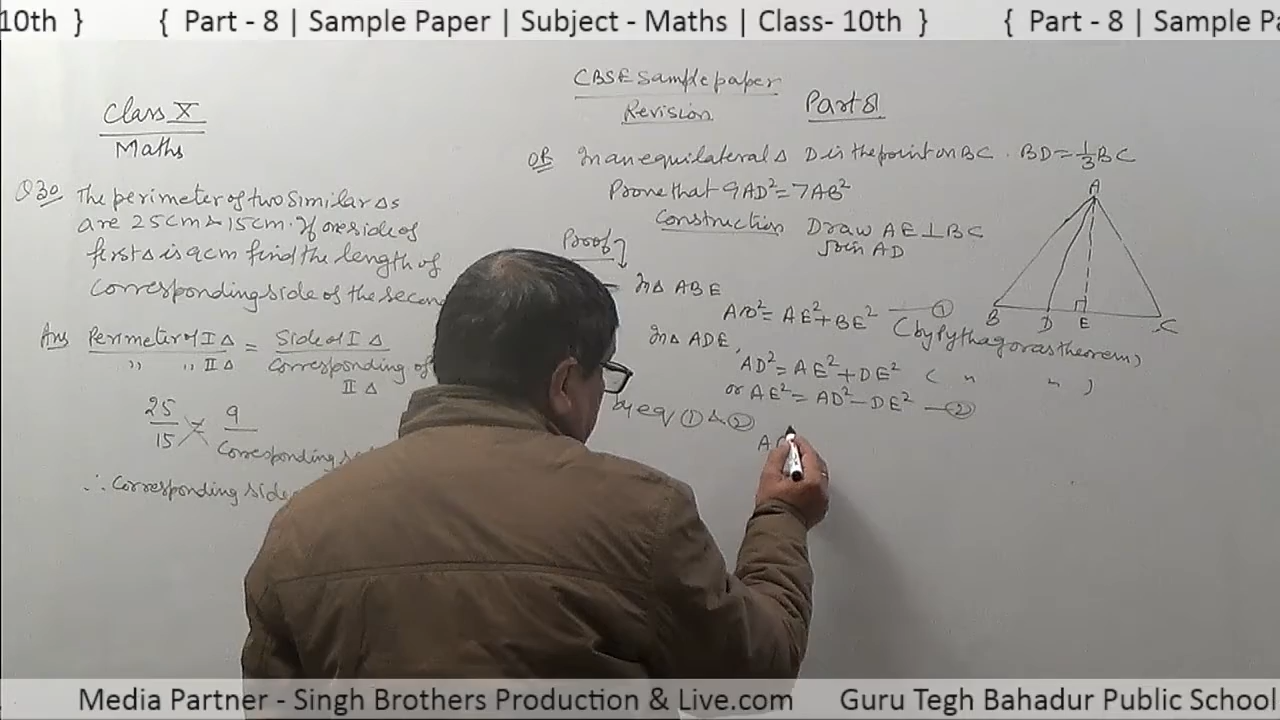 10th } { Part - 8 | Sample Paper | Subject - Maths | Class- 10th } { Part - 8 | Sample Pa
CBSE Sample paper
Revision
Part 8
Class X
Maths
Q30 The perimeter of two Similar Δs
are 25cm & 15cm. If one side of
first Δ is 9cm find the length of
Corresponding side of the secon
Ans Perimeter of I Δ = Side of I Δ
,, ,, II Δ Corresponding of
II Δ
25 = 9
15 Corresponding
∴ Corresponding side
OR In an equilateral Δ D is the point on BC . BD = 1/3 BC
Prove that 9AD² = 7AB²
Construction Draw AE ⊥ BC
Join AD
Proof
In Δ ABE
AB² = AE² + BE² — ①
(by Pythagoras theorem)
In Δ ADE,
AD² = AE² + DE² ( " " )
or AE² = AD² - DE² — ②
by eq ① & ②
A
A
B D E C
Media Partner - Singh Brothers Production & Live.com Guru Tegh Bahadur Public School